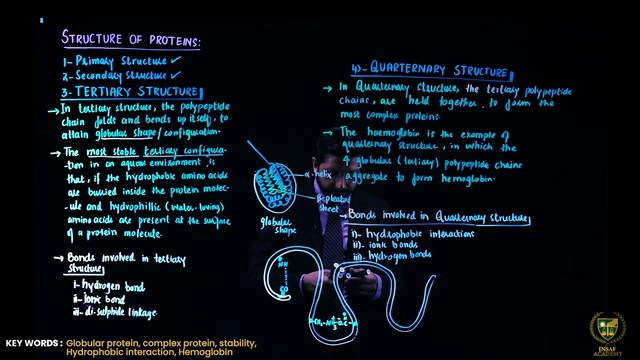 STRUCTURE OF PROTEINS:
1- Primary Structure ✓
2- Secondary Structure ✓
3- TERTIARY STRUCTURE
→ In tertiary structure, the polypeptide
chain folds and bends up itself, to
attain globular shape/configuration
→ The most stable tertiary configura-
tion in an aquous environment, is
that, if the hydrophobic aminoacids
are burried inside the protein molec-
-ule and hydrophillic (water-loving)
aminoacids are present at the surface
of a protein molecule.
→ Bonds involved in tertiary
Structure
i- hydrogen bond
ii- Ionic bond
iii- di-sulphide linkage
α-helix
β-pleated
sheet
globular
shape
NH
CO
4)- QUARTERNARY STRUCTURE
→ In Quarternary structure, the tertiary polypeptide
chains, are held together, to form the
most complex proteins.
→ The haemoglobin is the example of
quarternary structure, in which the
4 globular (tertiary) polypeptide chains
aggregate to form hemoglobin.
→ Bonds involved in Quarternary structure
i)- hydrophobic interactions
ii)- ionic bonds
iii)- hydrogen bonds
KEY WORDS : Globular protein, complex protein, stability,
Hydrophobic interaction, Hemoglobin
INSAF
ACADEMY